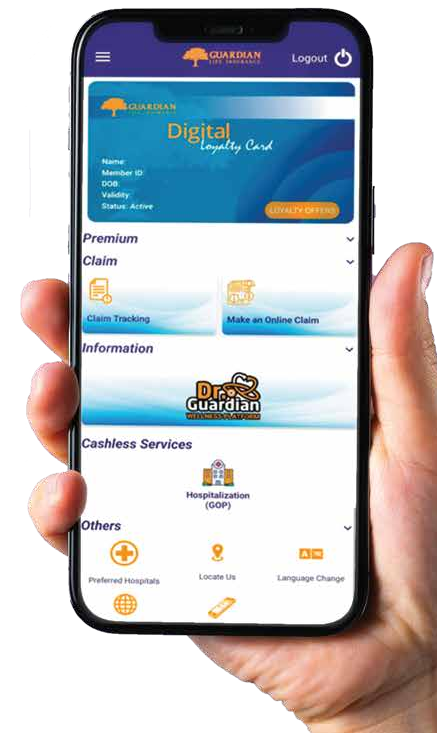 GUARDIAN
LIFE INSURANCE
Logout
GUARDIAN
LIFE INSURANCE
Digital
Loyalty Card
Name:
Member ID:
DOB:
Validity:
Status: Active
LOYALTY OFFERS
Premium
Claim
Claim Tracking
Make an Online Claim
Information
Dr.
Guardian
WELLNESS PLATFORM
Cashless Services
Hospitalization
(GOP)
Others
Preferred Hospitals
Locate Us
Language Change